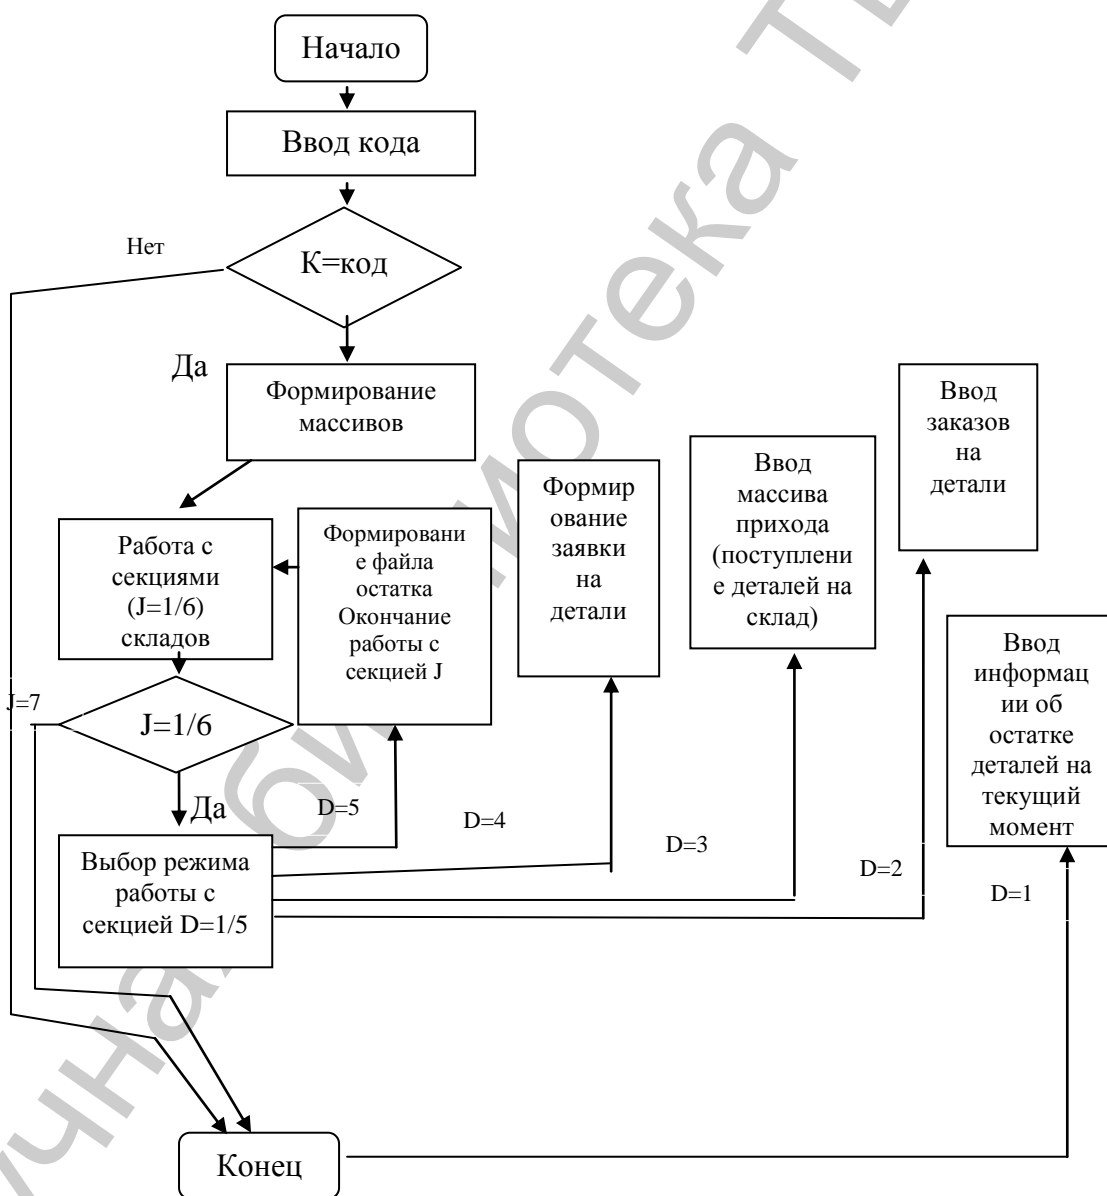 Начало
Ввод кода
Нет
К=код
Да
Формирование
массивов
Ввод
заказов
на
детали
Ввод
массива
прихода
(поступлени
е деталей на
склад)
Формир
ование
заявки
на
детали
Формировани
е файла
остатка
Окончание
работы с
секцией J
Работа с
секциями
(J=1/6)
складов
Ввод
информац
ии об
остатке
деталей на
текущий
момент
J=7
J=1/6
Да
D=5
D=4
D=3
D=2
D=1
Выбор режима
работы с
секцией D=1/5
Конец